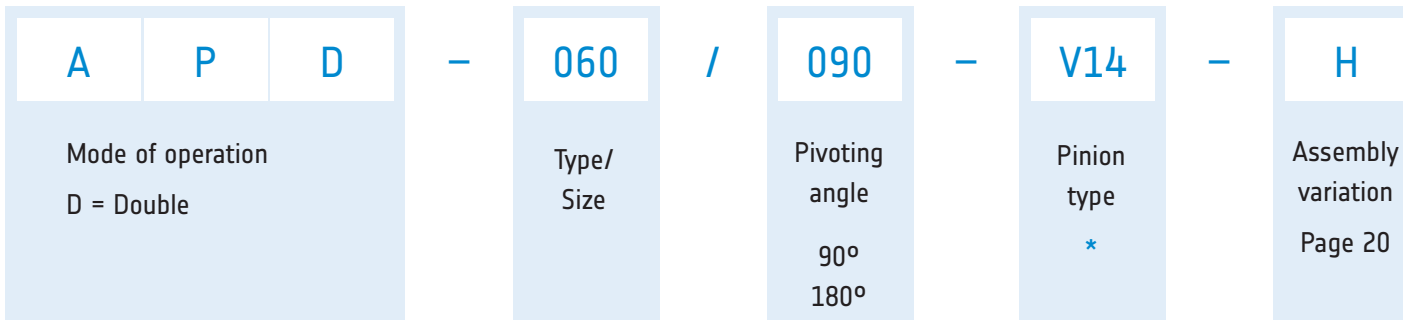 A P D – 060 / 090 – V14 – H
Mode of operation
D = Double
Type/
Size
Pivoting
angle
90º
180º
Pinion
type
*
Assembly
variation
Page 20